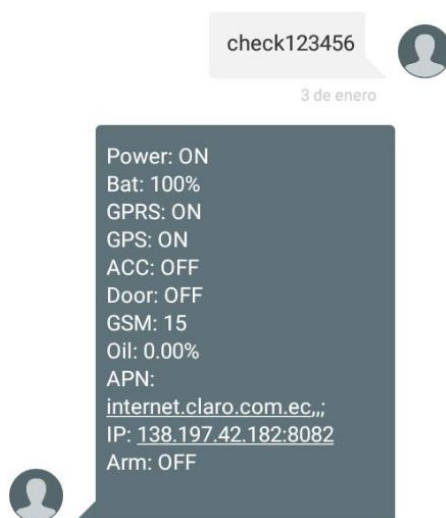 check123456
3 de enero
Power: ON
Bat: 100%
GPRS: ON
GPS: ON
ACC: OFF
Door: OFF
GSM: 15
Oil: 0.00%
APN:
internet.claro.com.ec,,;
IP: 138.197.42.182:8082
Arm: OFF